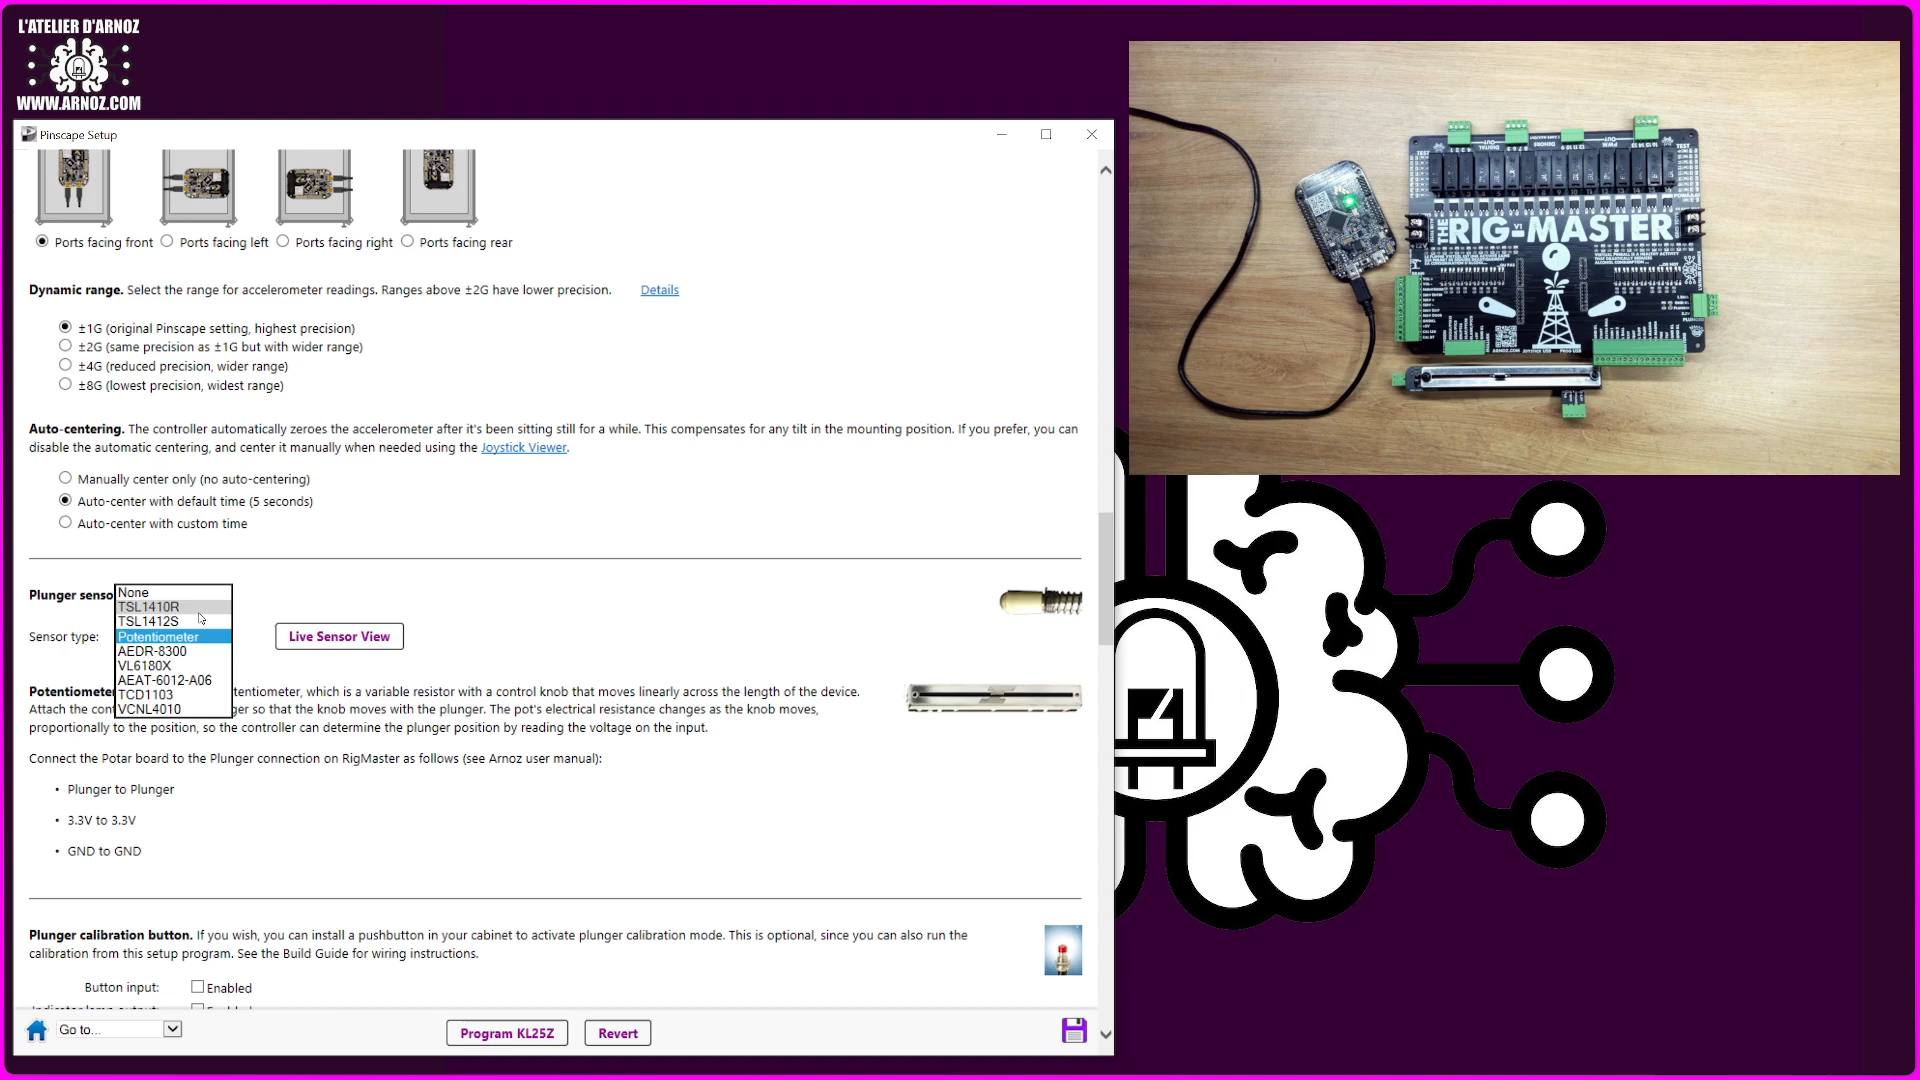 L'ATELIER D'ARNOZ
WWW.ARNOZ.COM
Pinscape Setup
Ports facing front
Ports facing left
Ports facing right
Ports facing rear
Dynamic range. Select the range for accelerometer readings. Ranges above ±2G have lower precision. Details
±1G (original Pinscape setting, highest precision)
±2G (same precision as ±1G but with wider range)
±4G (reduced precision, wider range)
±8G (lowest precision, widest range)
Auto-centering. The controller automatically zeroes the accelerometer after it's been sitting still for a while. This compensates for any tilt in the mounting position. If you prefer, you can
disable the automatic centering, and center it manually when needed using the Joystick Viewer.
Manually center only (no auto-centering)
Auto-center with default time (5 seconds)
Auto-center with custom time
Plunger senso
None
TSL1410R
TSL1412S
Sensor type:
Potentiometer
Live Sensor View
AEDR-8300
VL6180X
AEAT-6012-A06
TCD1103
VCNL4010
Potentiometer
tentiometer, which is a variable resistor with a control knob that moves linearly across the length of the device.
Attach the con
ger so that the knob moves with the plunger. The pot's electrical resistance changes as the knob moves,
proportionally to the position, so the controller can determine the plunger position by reading the voltage on the input.
Connect the Potar board to the Plunger connection on RigMaster as follows (see Arnoz user manual):
• Plunger to Plunger
• 3.3V to 3.3V
• GND to GND
Plunger calibration button. If you wish, you can install a pushbutton in your cabinet to activate plunger calibration mode. This is optional, since you can also run the
calibration from this setup program. See the Build Guide for wiring instructions.
Button input:
Enabled
Go to...
Program KL25Z
Revert
THE RIG-MASTER
V1
TEST
TEST